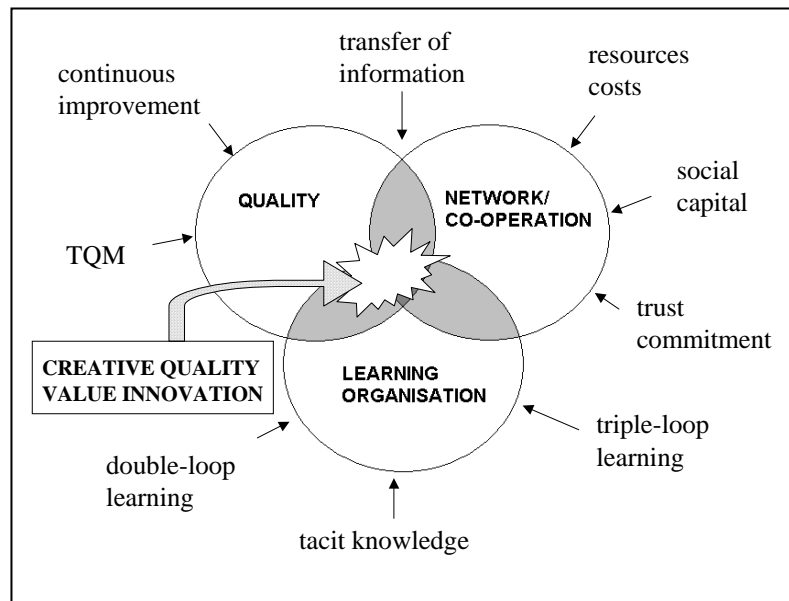 transfer of
information
resources
costs
continuous
improvement
QUALITY
NETWORK/
CO-OPERATION
social
capital
TQM
trust
commitment
CREATIVE QUALITY
VALUE INNOVATION
LEARNING
ORGANISATION
triple-loop
learning
double-loop
learning
tacit knowledge